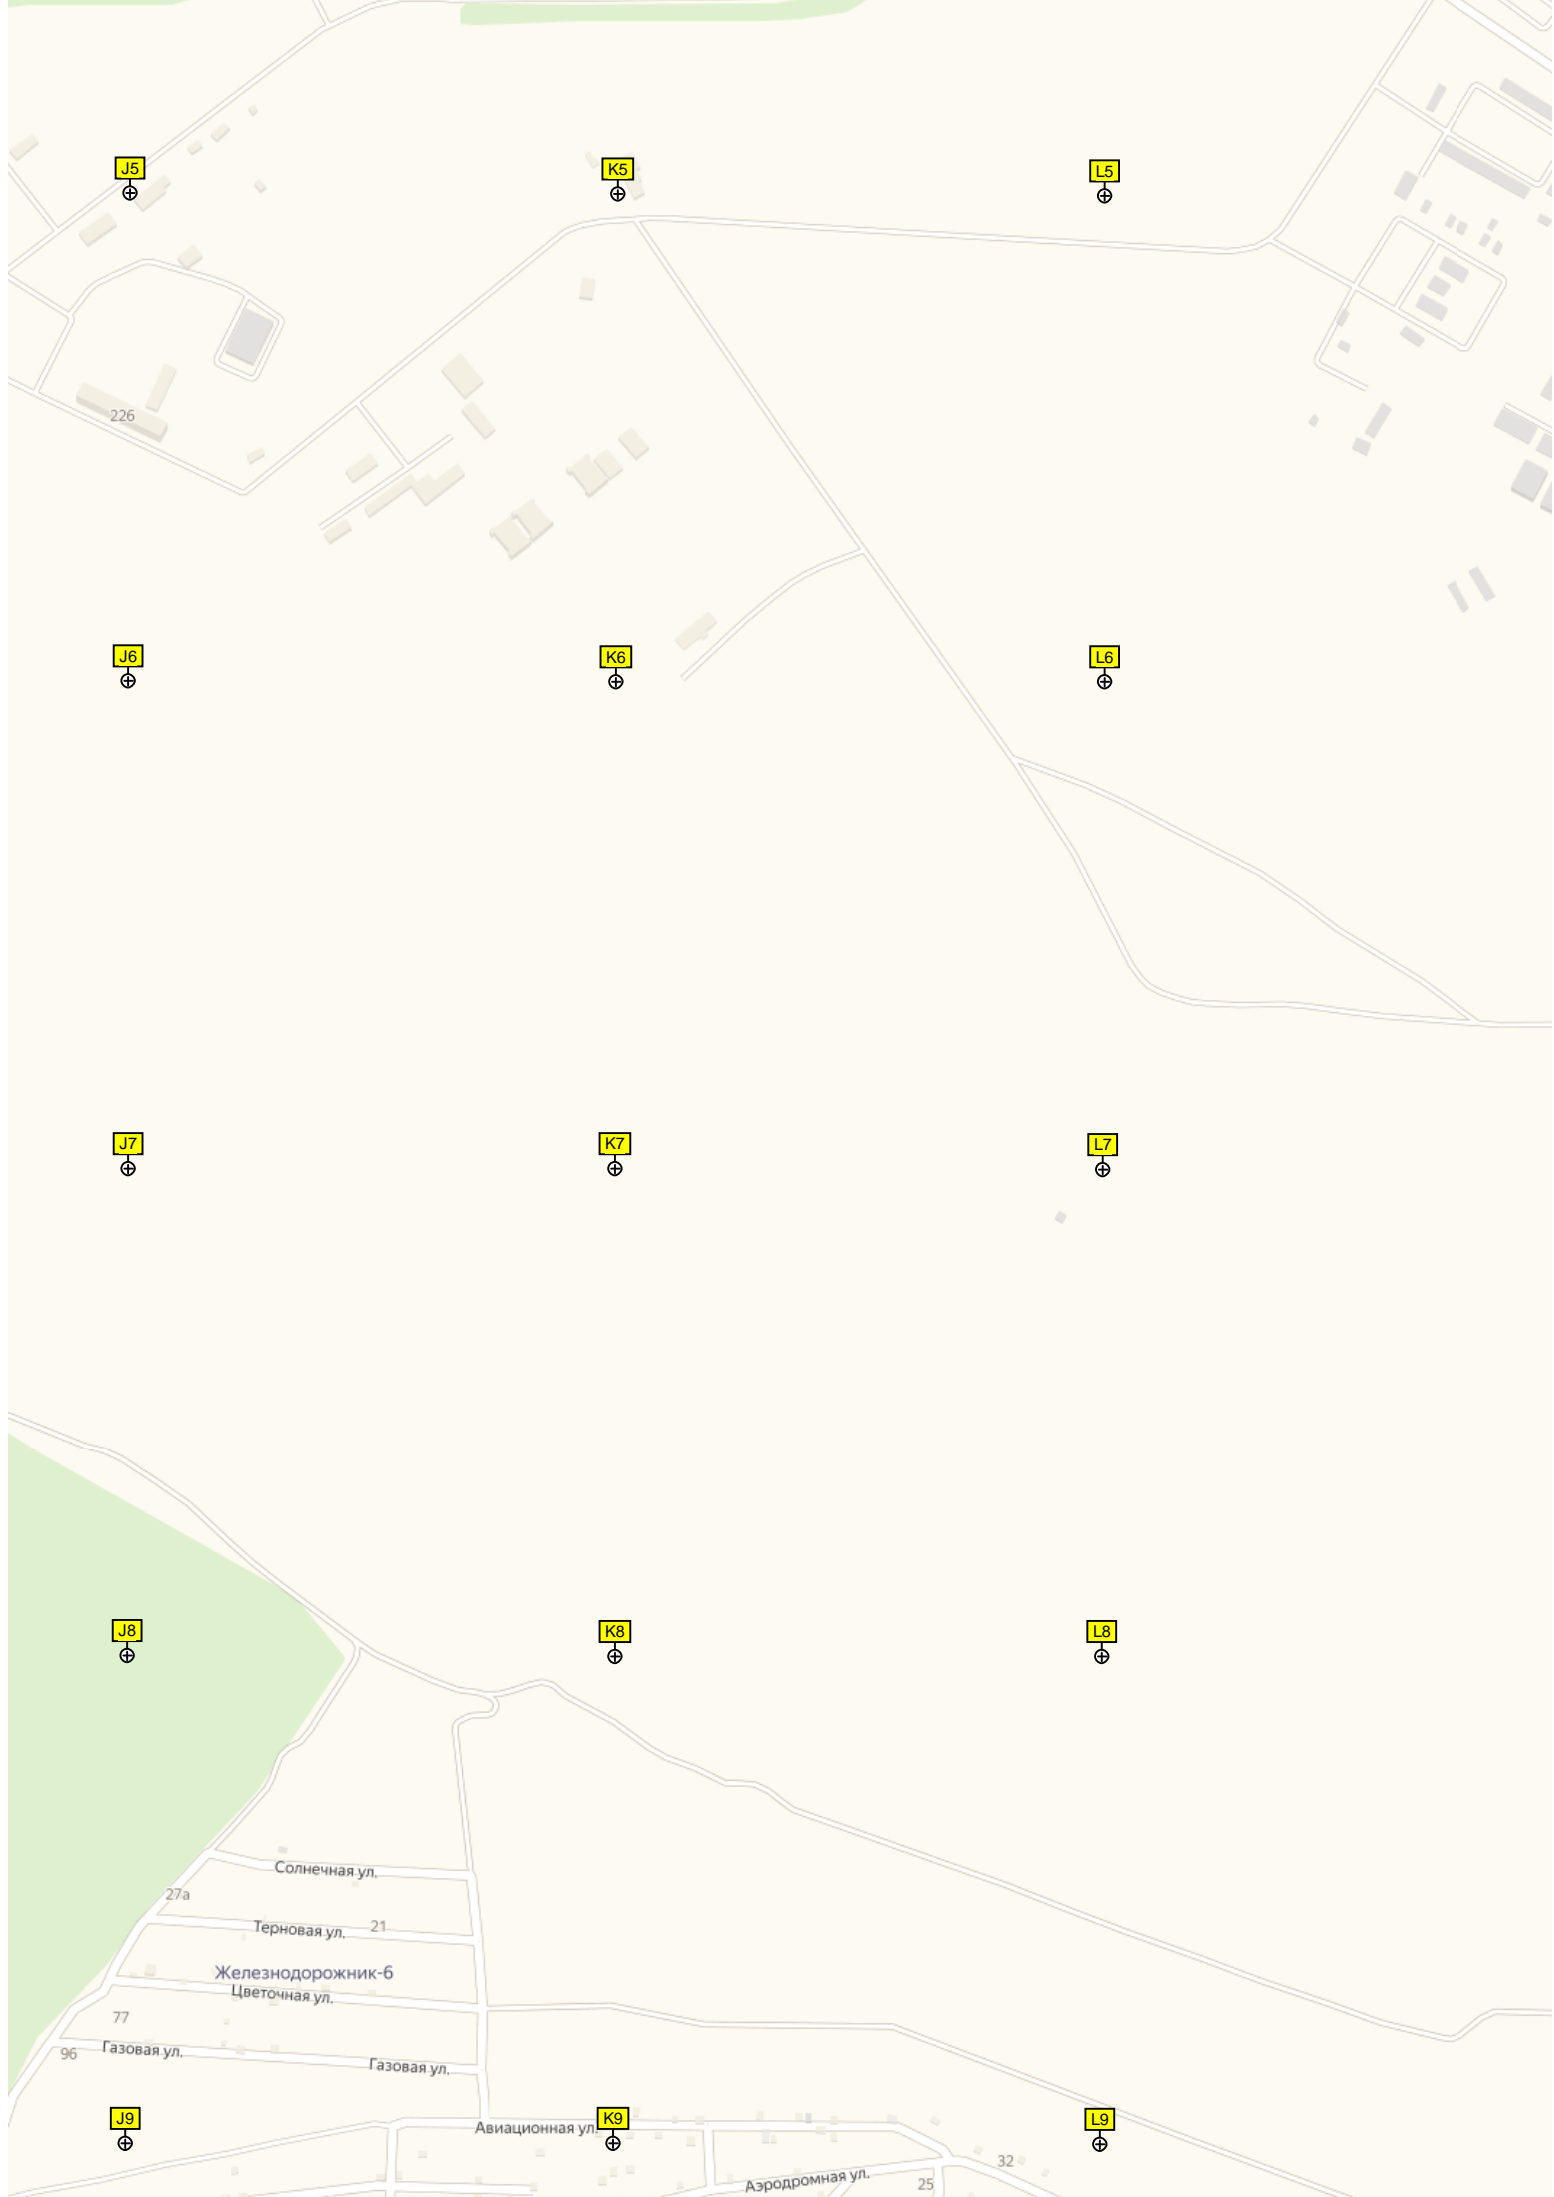 J5
K5
L5
226
J6
K6
L6
J7
K7
L7
J8
K8
L8
Солнечная ул.
27а
Терновая ул.
21
Железнодорожник-6
Цветочная ул.
77
Газовая ул.
96
Газовая ул.
J9
K9
L9
Авиационная ул.
32
Аэродромная ул.
25